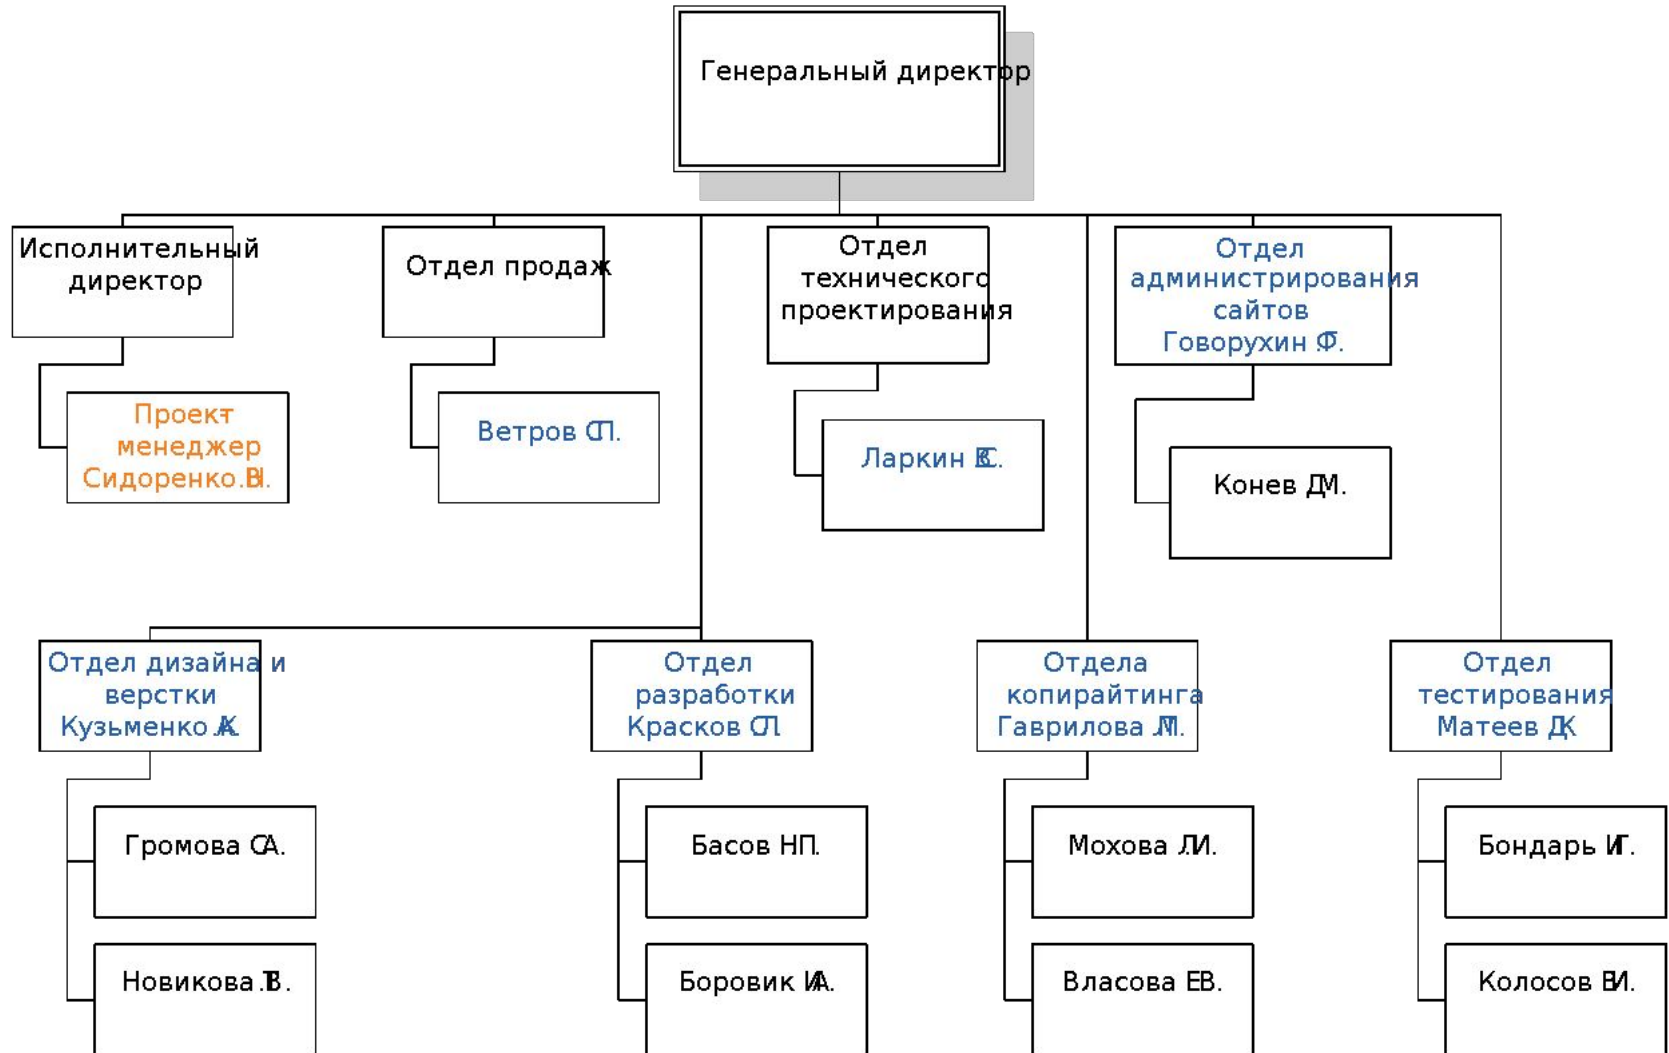 Генеральный директор
Исполнительный
директор
Отдел продаж
Отдел
технического
проектирования
Отдел
администрирования
сайтов
Говорухин
Проект-
менеджер
Сидоренко
Ветров С.П.
Ларкин
Конев Д.М.
Отдел дизайна и
верстки
Кузьменко
Отдел
разработки
Красков
Отдела
копирайтинга
Гаврилова
Отдел
тестирования
Матеев
Громова С.А.
Басов Н.П.
Мохова Л.И.
Бондарь И.Г.
Новикова
Боровик И.А.
Власова Е.В.
Колосов В.И.